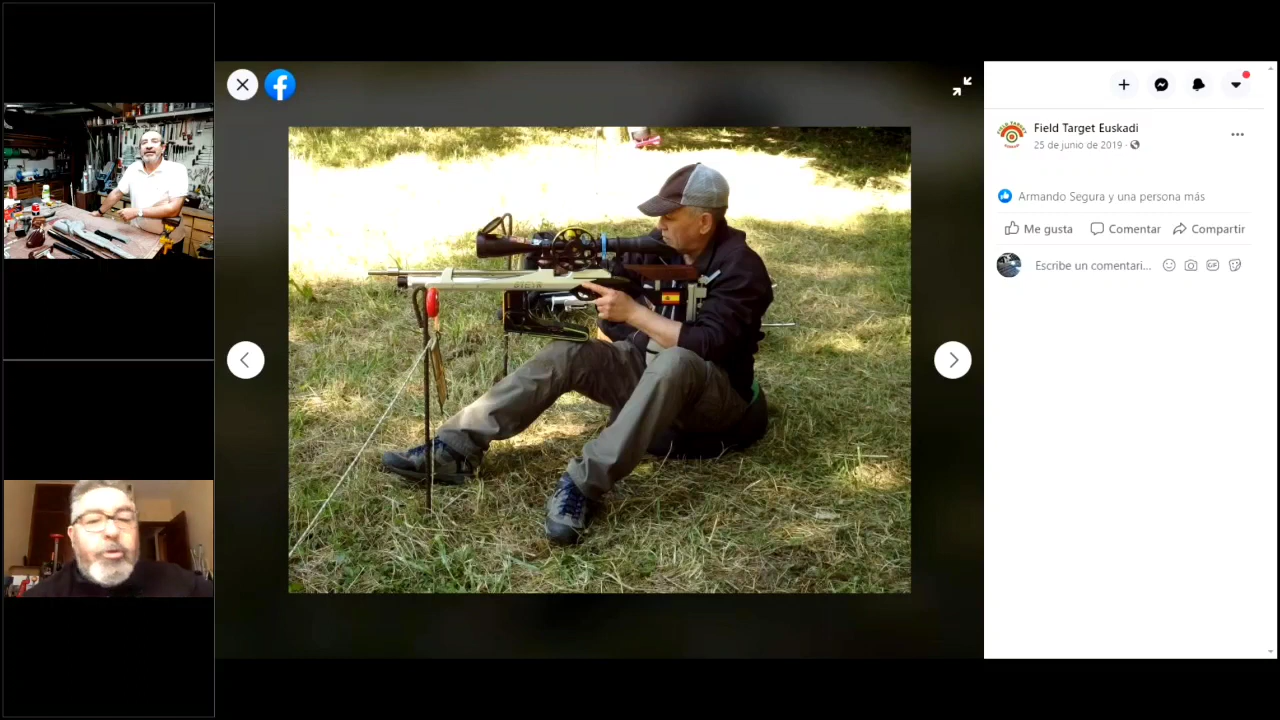 Field Target Euskadi
25 de junio de 2019 ·
Armando Segura y una persona más
Me gusta
Comentar
Compartir
Escribe un comentari...
GIF